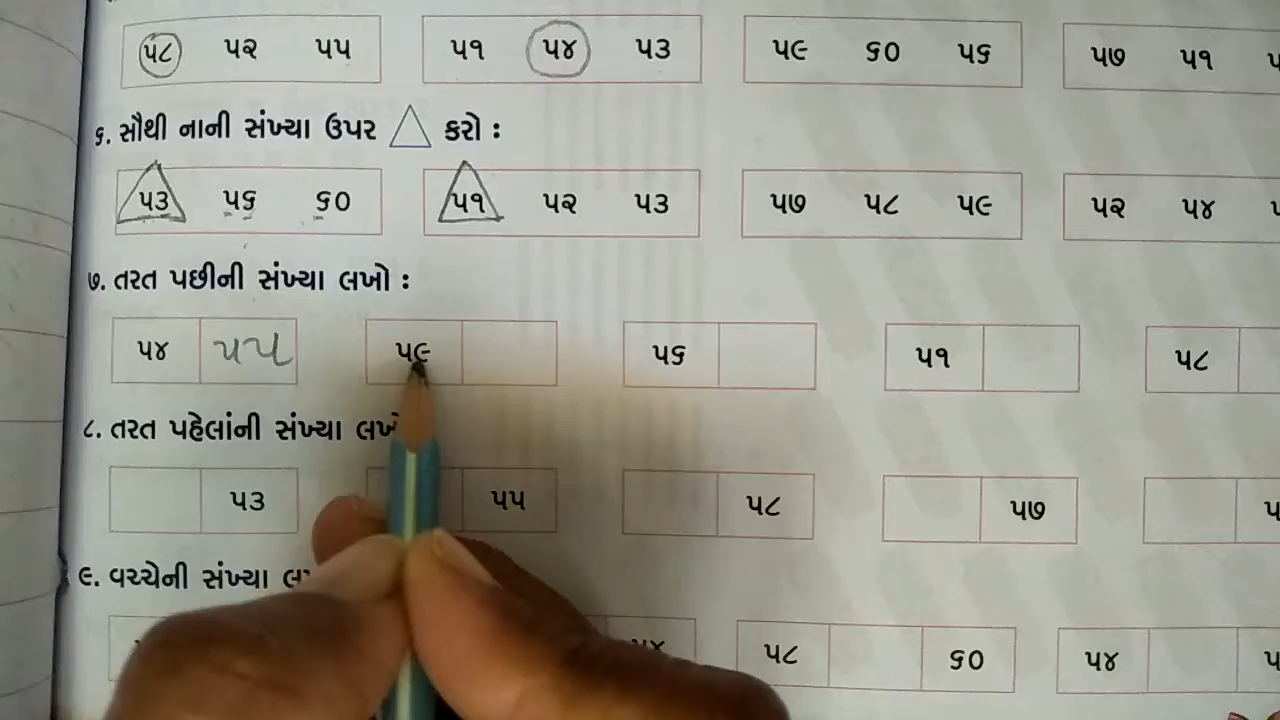 ૫૮ ૫૨ ૫૫ ૫૧ ૫૪ ૫૩ ૫૯ ૬૦ ૫૬ ૫૭ ૫૧
૬. સૌથી નાની સંખ્યા ઉપર △ કરો :
૫૩ ૫૬ ૬૦ ૫૧ ૫૨ ૫૩ ૫૭ ૫૮ ૫૯ ૫૨ ૫૪
૭. તરત પછીની સંખ્યા લખો :
૫૪ ૫૫ ૫૯ ૫૬ ૫૧ ૫૮
૮. તરત પહેલાંની સંખ્યા
૫૩ ૫૫ ૫૮ ૫૭
૯. વચ્ચેની સંખ્યા
૫૮ ૬૦ ૫૪